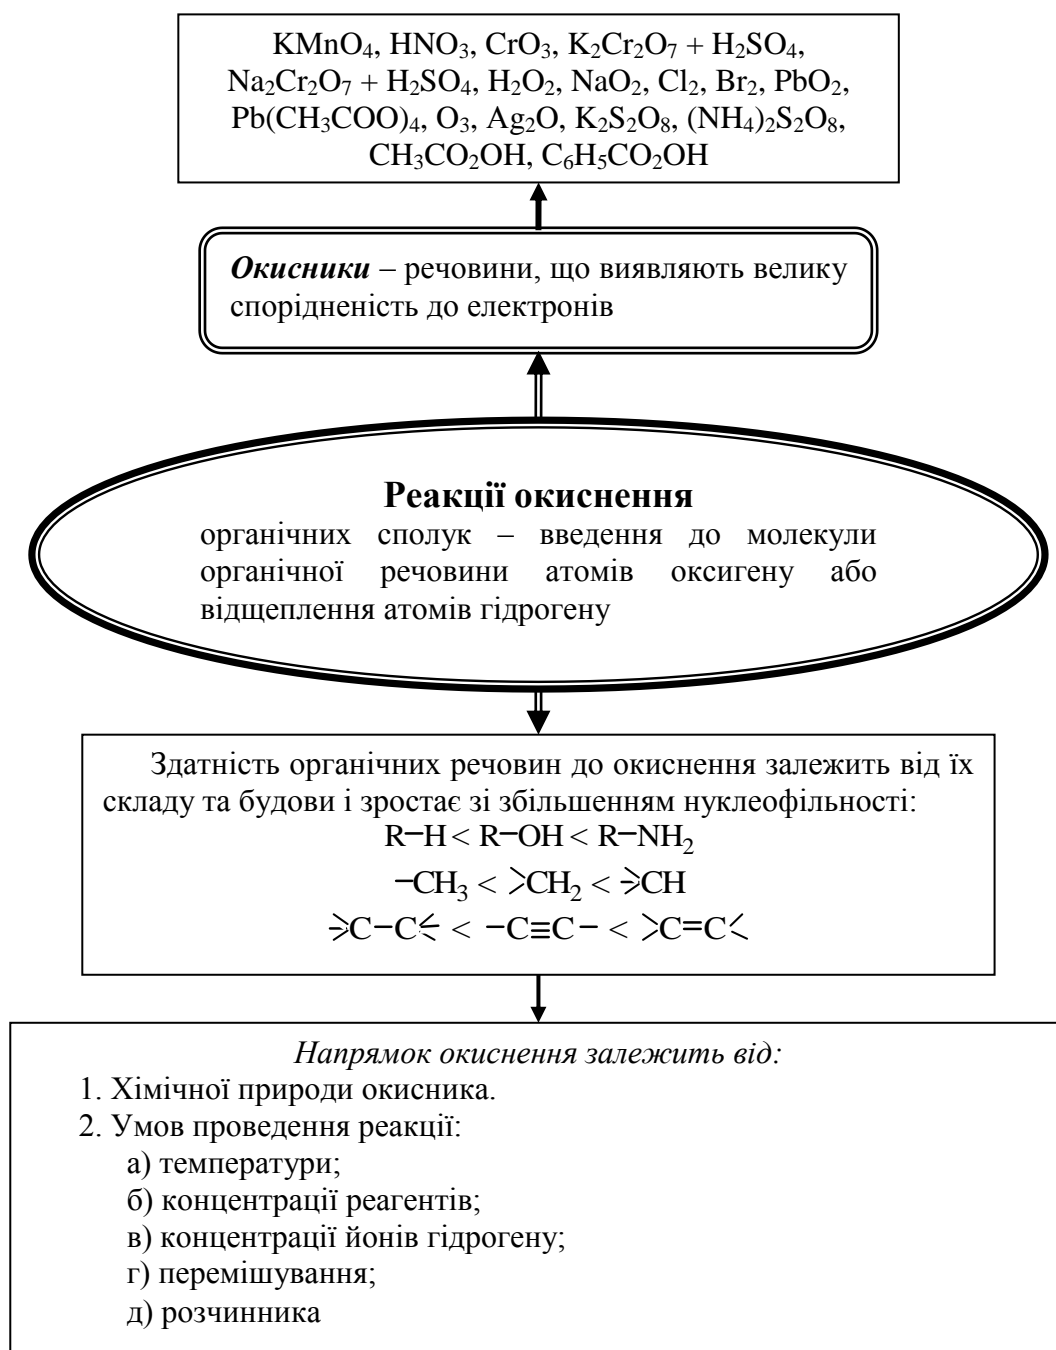 KMnO₄, HNO₃, CrO₃, K₂Cr₂O₇ + H₂SO₄,
Na₂Cr₂O₇ + H₂SO₄, H₂O₂, NaO₂, Cl₂, Br₂, PbO₂,
Pb(CH₃COO)₄, O₃, Ag₂O, K₂S₂O₈, (NH₄)₂S₂O₈,
CH₃CO₂OH, C₆H₅CO₂OH
Окисники – речовини, що виявляють велику
спорідненість до електронів
Реакції окиснення
органічних сполук – введення до молекули
органічної речовини атомів оксигену або
відщеплення атомів гідрогену
Здатність органічних речовин до окиснення залежить від їх
складу та будови і зростає зі збільшенням нуклеофільності:
R−H < R−OH < R−NH₂
−CH₃ < >CH₂ < ⪫CH
⪫C−C⪪ < −C≡C− < >C=C<
Напрямок окиснення залежить від:
1. Хімічної природи окисника.
2. Умов проведення реакції:
а) температури;
б) концентрації реагентів;
в) концентрації йонів гідрогену;
г) перемішування;
д) розчинника